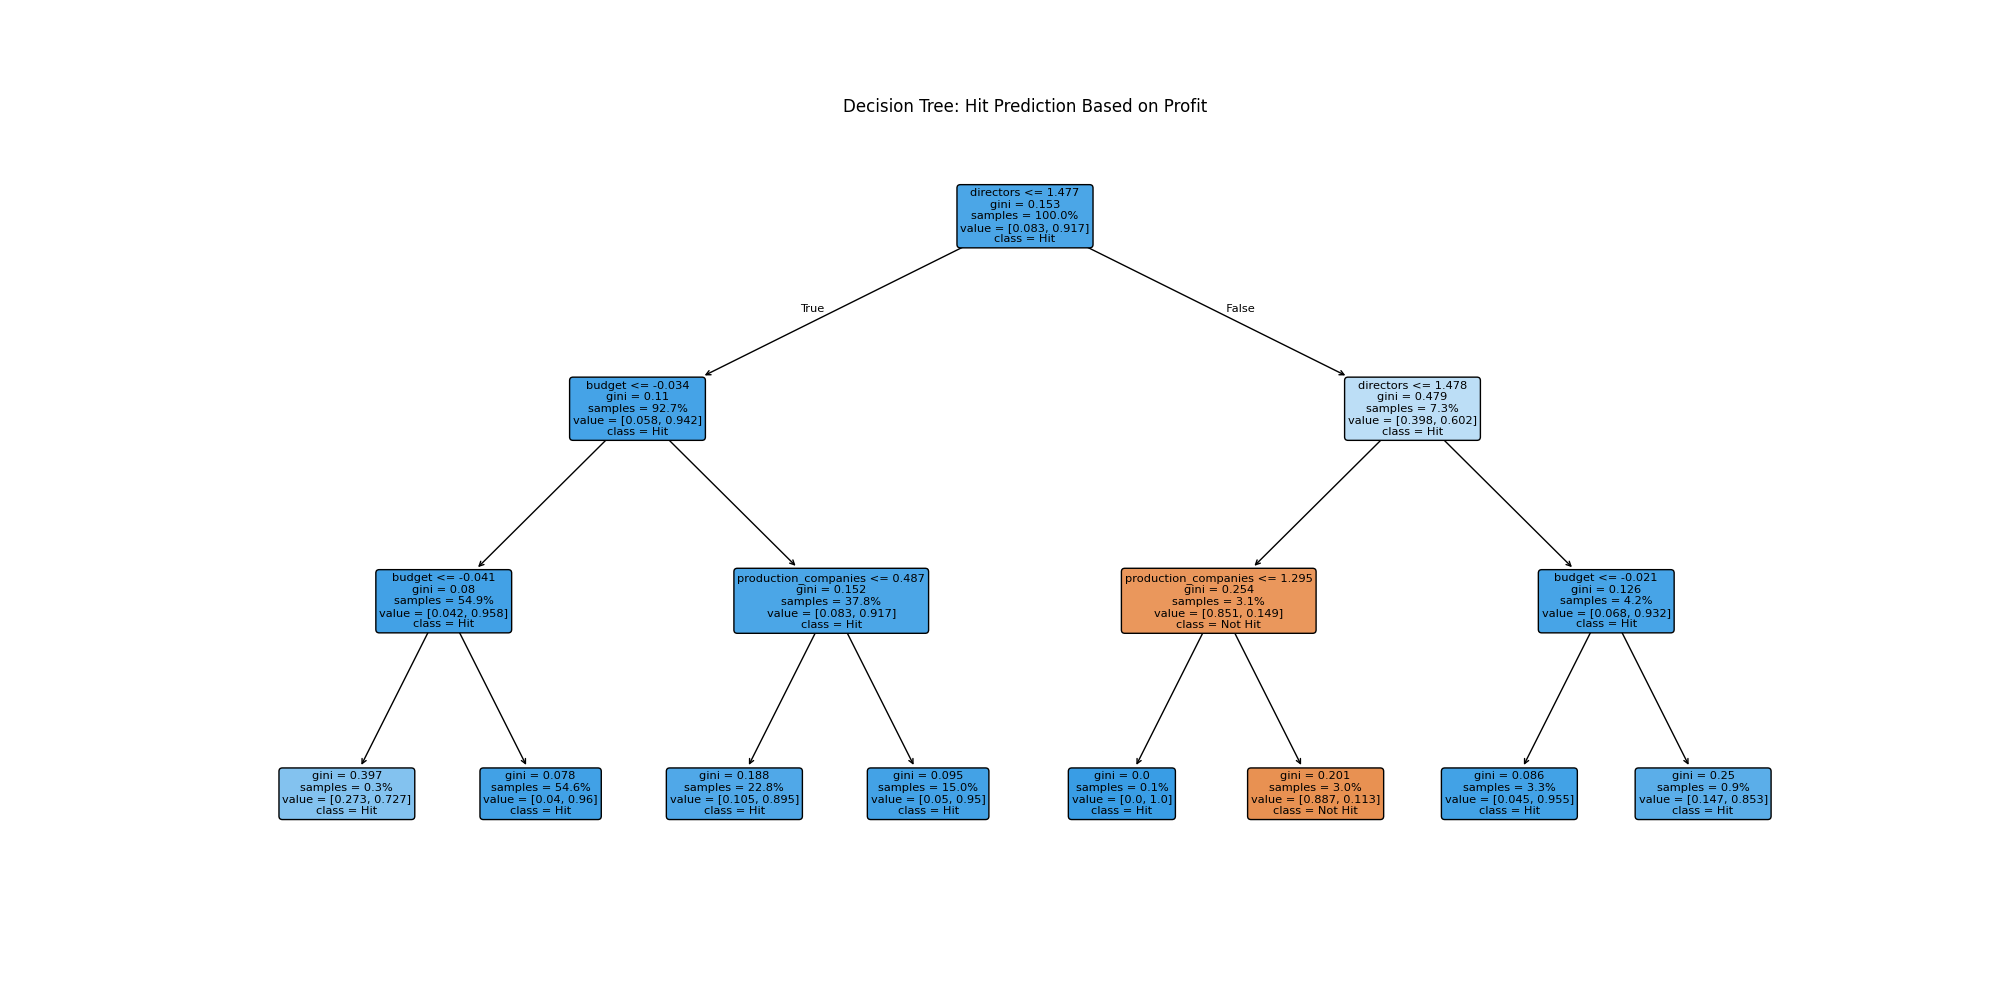 Decision Tree: Hit Prediction Based on Profit
directors <= 1.477
gini = 0.153
samples = 100.0%
value = [0.083, 0.917]
class = Hit
True
False
budget <= -0.034
gini = 0.11
samples = 92.7%
value = [0.058, 0.942]
class = Hit
directors <= 1.478
gini = 0.479
samples = 7.3%
value = [0.398, 0.602]
class = Hit
budget <= -0.041
gini = 0.08
samples = 54.9%
value = [0.042, 0.958]
class = Hit
production_companies <= 0.487
gini = 0.152
samples = 37.8%
value = [0.083, 0.917]
class = Hit
production_companies <= 1.295
gini = 0.254
samples = 3.1%
value = [0.851, 0.149]
class = Not Hit
budget <= -0.021
gini = 0.126
samples = 4.2%
value = [0.068, 0.932]
class = Hit
gini = 0.397
samples = 0.3%
value = [0.273, 0.727]
class = Hit
gini = 0.078
samples = 54.6%
value = [0.04, 0.96]
class = Hit
gini = 0.188
samples = 22.8%
value = [0.105, 0.895]
class = Hit
gini = 0.095
samples = 15.0%
value = [0.05, 0.95]
class = Hit
gini = 0.0
samples = 0.1%
value = [0.0, 1.0]
class = Hit
gini = 0.201
samples = 3.0%
value = [0.887, 0.113]
class = Not Hit
gini = 0.086
samples = 3.3%
value = [0.045, 0.955]
class = Hit
gini = 0.25
samples = 0.9%
value = [0.147, 0.853]
class = Hit